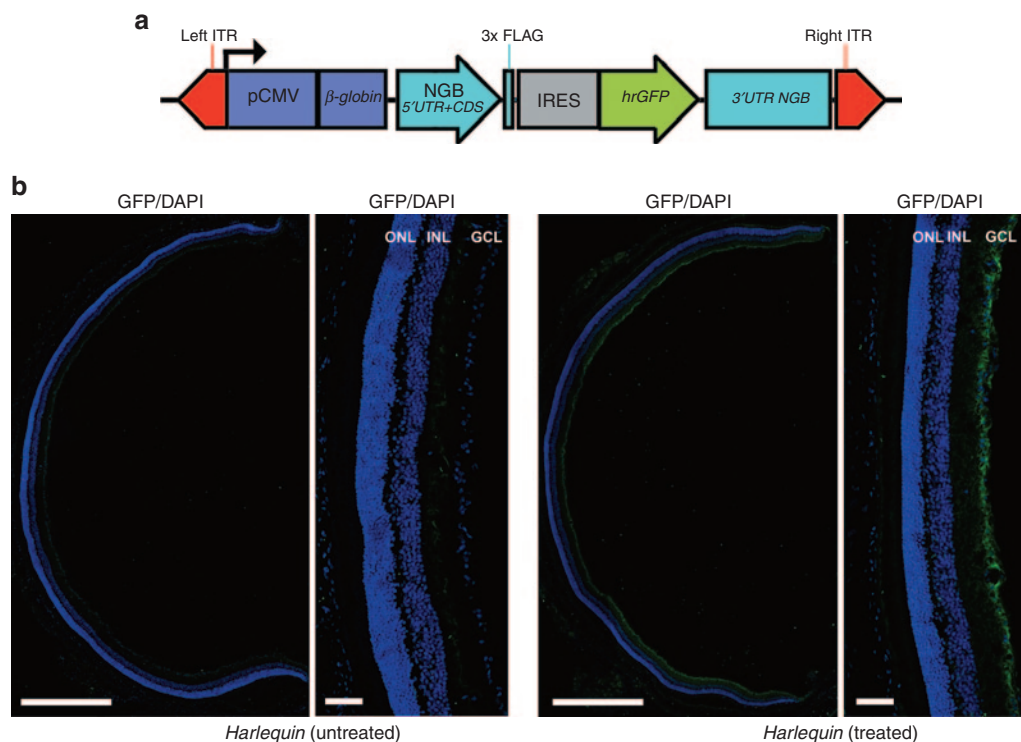 a
Left ITR
3x FLAG
Right ITR
pCMV
β-globin
NGB
5′UTR+CDS
IRES
hrGFP
3′UTR NGB
b
GFP/DAPI
GFP/DAPI
GFP/DAPI
GFP/DAPI
ONL INL GCL
ONL INL GCL
Harlequin (untreated)
Harlequin (treated)